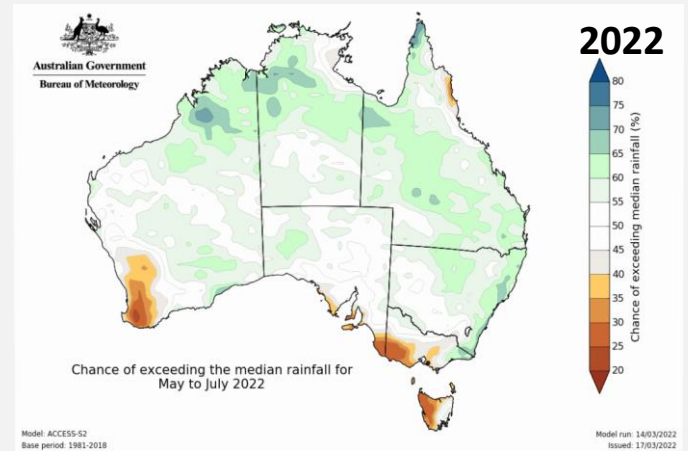 2022
Australian Government
Bureau of Meteorology
80
75
70
65
60
55
50
45
40
35
30
25
20
Chance of exceeding median rainfall (%)
Chance of exceeding the median rainfall for
May to July 2022
Model: ACCESS-S2
Base period: 1981-2018
Model run: 14/03/2022
Issued: 17/03/2022